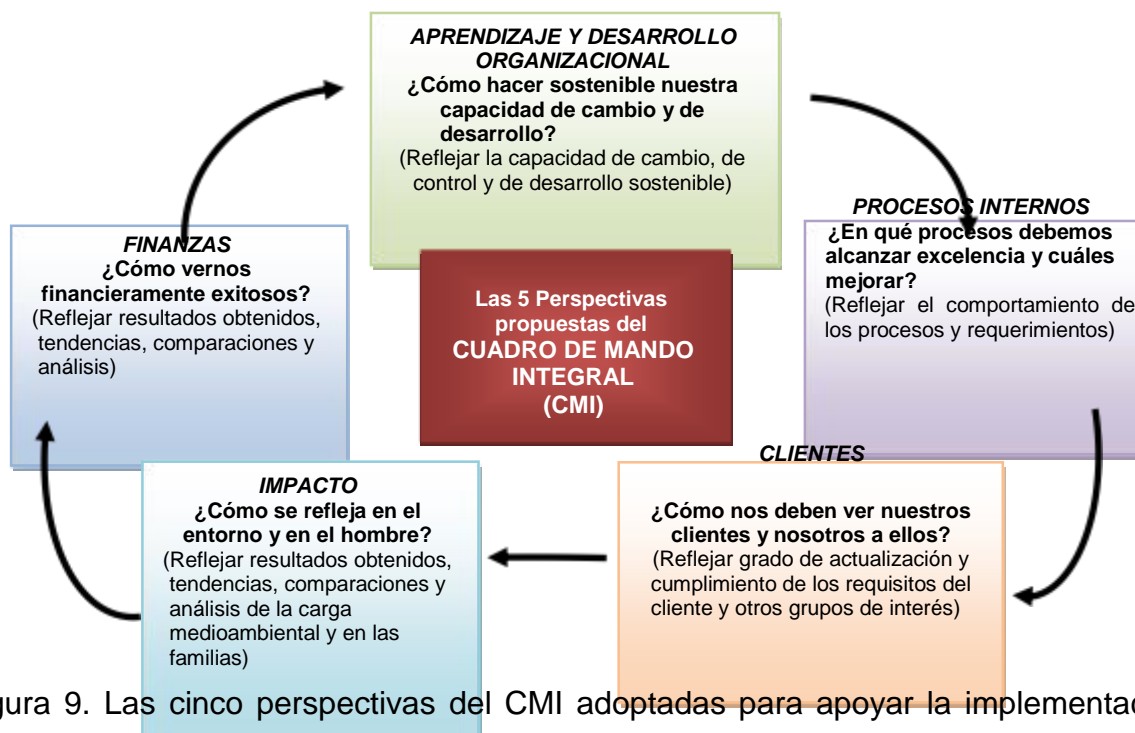 APRENDIZAJE Y DESARROLLO
ORGANIZACIONAL
¿Cómo hacer sostenible nuestra
capacidad de cambio y de
desarrollo?
(Reflejar la capacidad de cambio, de
control y de desarrollo sostenible)
PROCESOS INTERNOS
¿En qué procesos debemos
alcanzar excelencia y cuáles
mejorar?
(Reflejar el comportamiento de
los procesos y requerimientos)
FINANZAS
¿Cómo vernos
financieramente exitosos?
(Reflejar resultados obtenidos,
tendencias, comparaciones y
análisis)
Las 5 Perspectivas
propuestas del
CUADRO DE MANDO
INTEGRAL
(CMI)
CLIENTES
¿Cómo nos deben ver nuestros
clientes y nosotros a ellos?
(Reflejar grado de actualización y
cumplimiento de los requisitos del
cliente y otros grupos de interés)
IMPACTO
¿Cómo se refleja en el
entorno y en el hombre?
(Reflejar resultados obtenidos,
tendencias, comparaciones y
análisis de la carga
medioambiental y en las
familias)
gura 9. Las cinco perspectivas del CMI adoptadas para apoyar la implementac